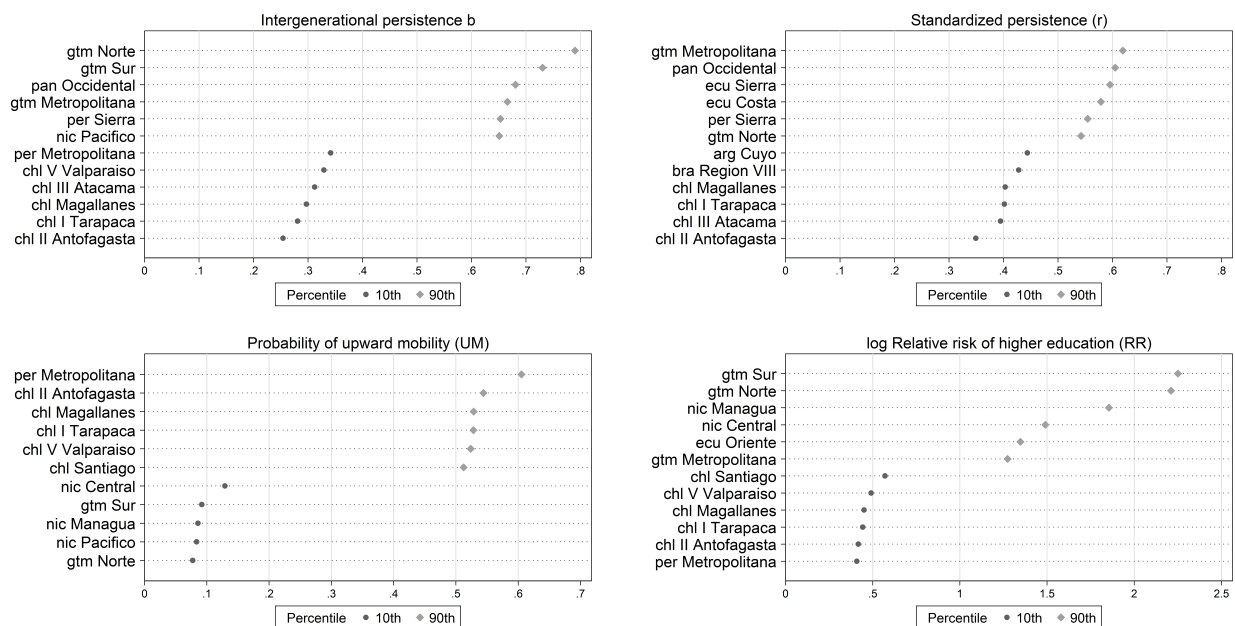 Intergenerational persistence b
gtm Norte
gtm Sur
pan Occidental
gtm Metropolitana
per Sierra
nic Pacifico
per Metropolitana
chl V Valparaiso
chl III Atacama
chl Magallanes
chl I Tarapaca
chl II Antofagasta
0 .1 .2 .3 .4 .5 .6 .7 .8
Percentile 10th 90th
Standardized persistence (r)
gtm Metropolitana
pan Occidental
ecu Sierra
ecu Costa
per Sierra
gtm Norte
arg Cuyo
bra Region VIII
chl Magallanes
chl I Tarapaca
chl III Atacama
chl II Antofagasta
0 .1 .2 .3 .4 .5 .6 .7 .8
Percentile 10th 90th
Probability of upward mobility (UM)
per Metropolitana
chl II Antofagasta
chl Magallanes
chl I Tarapaca
chl V Valparaiso
chl Santiago
nic Central
gtm Sur
nic Managua
nic Pacifico
gtm Norte
0 .1 .2 .3 .4 .5 .6 .7
Percentile 10th 90th
log Relative risk of higher education (RR)
gtm Sur
gtm Norte
nic Managua
nic Central
ecu Oriente
gtm Metropolitana
chl Santiago
chl V Valparaiso
chl Magallanes
chl I Tarapaca
chl II Antofagasta
per Metropolitana
0 .5 1 1.5 2 2.5
Percentile 10th 90th